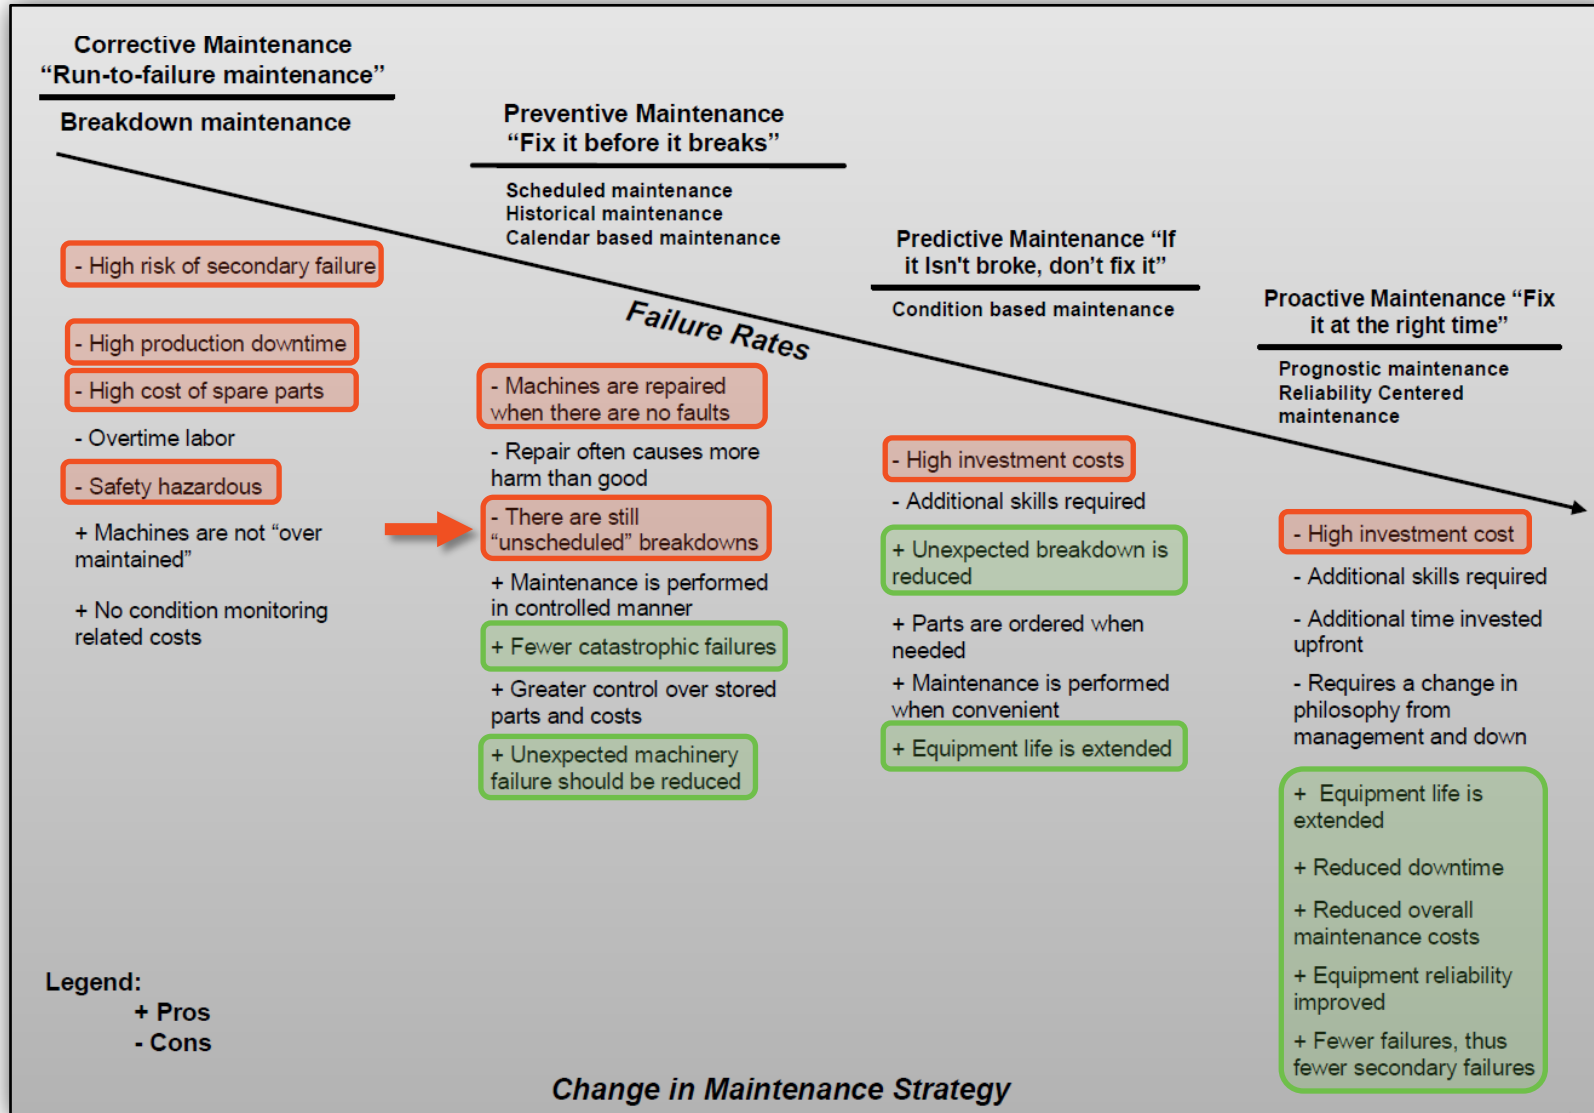 Corrective Maintenance
“Run-to-failure maintenance”
Breakdown maintenance
- High risk of secondary failure
- High production downtime
- High cost of spare parts
- Overtime labor
- Safety hazardous
+ Machines are not “over
maintained”
+ No condition monitoring
related costs
Preventive Maintenance
“Fix it before it breaks”
Scheduled maintenance
Historical maintenance
Calendar based maintenance
Failure Rates
- Machines are repaired
when there are no faults
- Repair often causes more
harm than good
- There are still
“unscheduled” breakdowns
+ Maintenance is performed
in controlled manner
+ Fewer catastrophic failures
+ Greater control over stored
parts and costs
+ Unexpected machinery
failure should be reduced
Predictive Maintenance “If
it Isn't broke, don’t fix it”
Condition based maintenance
- High investment costs
- Additional skills required
+ Unexpected breakdown is
reduced
+ Parts are ordered when
needed
+ Maintenance is performed
when convenient
+ Equipment life is extended
Proactive Maintenance “Fix
it at the right time”
Prognostic maintenance
Reliability Centered
maintenance
- High investment cost
- Additional skills required
- Additional time invested
upfront
- Requires a change in
philosophy from
management and down
+ Equipment life is
extended
+ Reduced downtime
+ Reduced overall
maintenance costs
+ Equipment reliability
improved
+ Fewer failures, thus
fewer secondary failures
Legend:
+ Pros
- Cons
Change in Maintenance Strategy